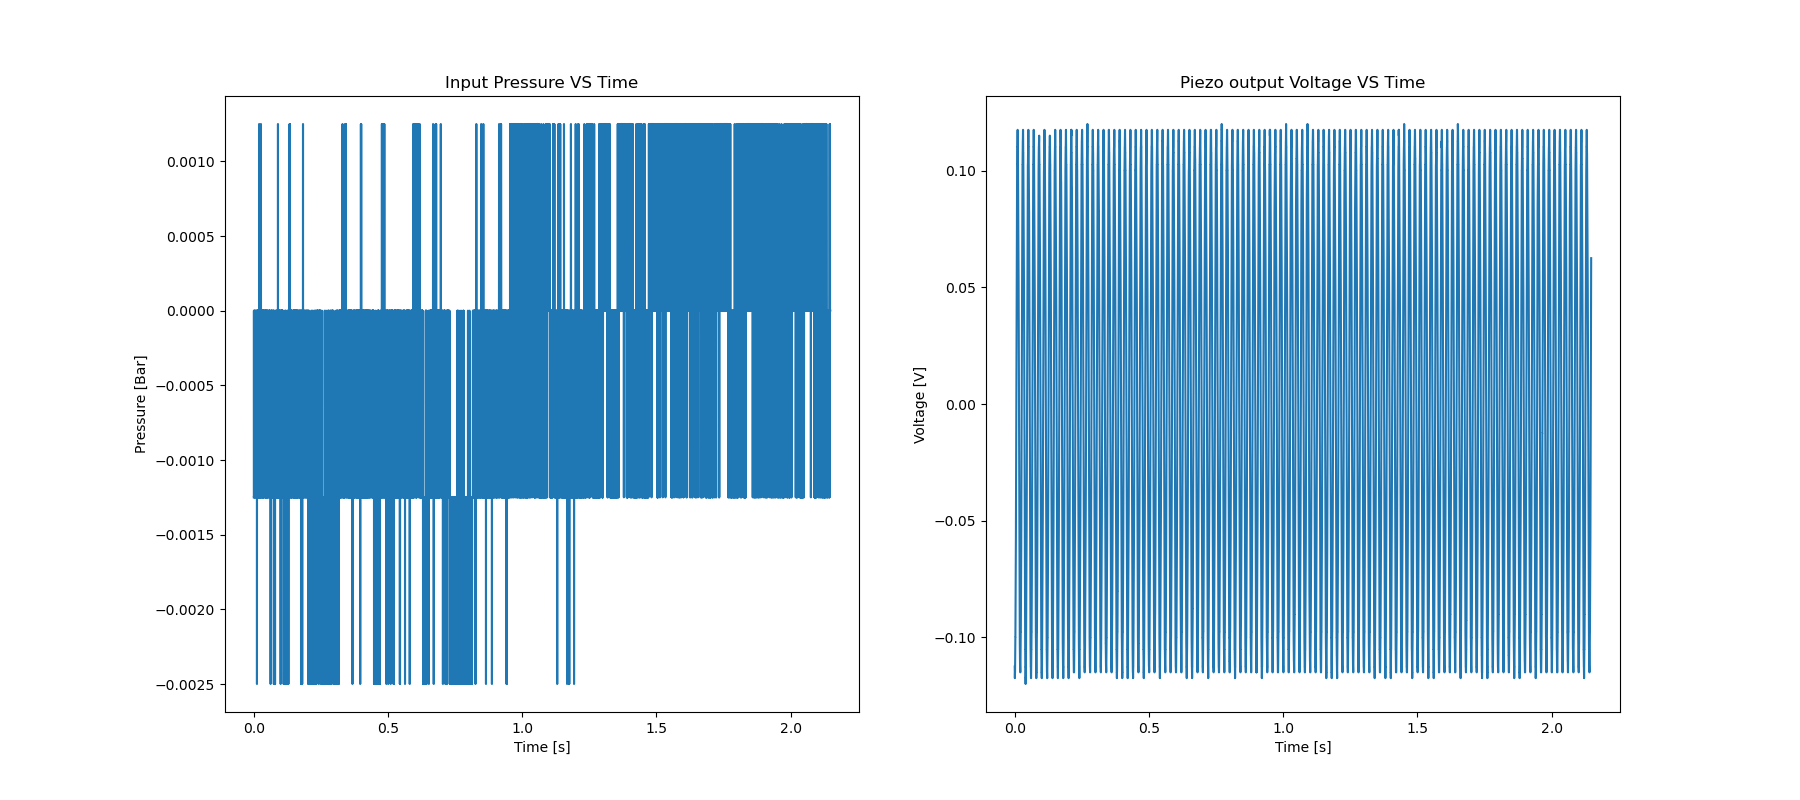 Input Pressure VS Time
Pressure [Bar]
0.0010
0.0005
0.0000
−0.0005
−0.0010
−0.0015
−0.0020
−0.0025
0.0 0.5 1.0 1.5 2.0
Time [s]
Piezo output Voltage VS Time
Voltage [V]
0.10
0.05
0.00
−0.05
−0.10
0.0 0.5 1.0 1.5 2.0
Time [s]